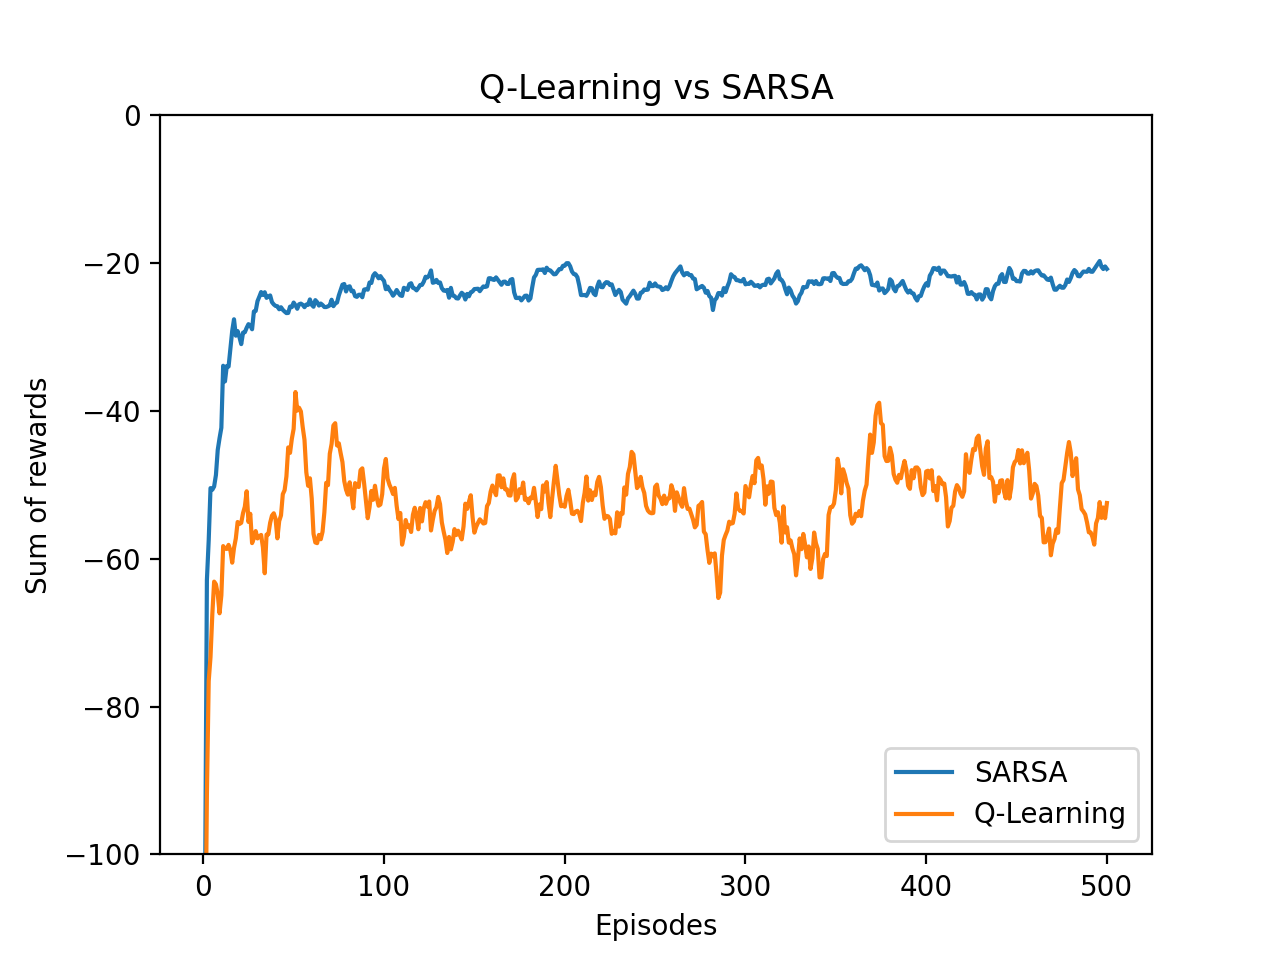 Q-Learning vs SARSA
0
−20
−40
−60
−80
−100
Sum of rewards
SARSA
Q-Learning
0 100 200 300 400 500
Episodes